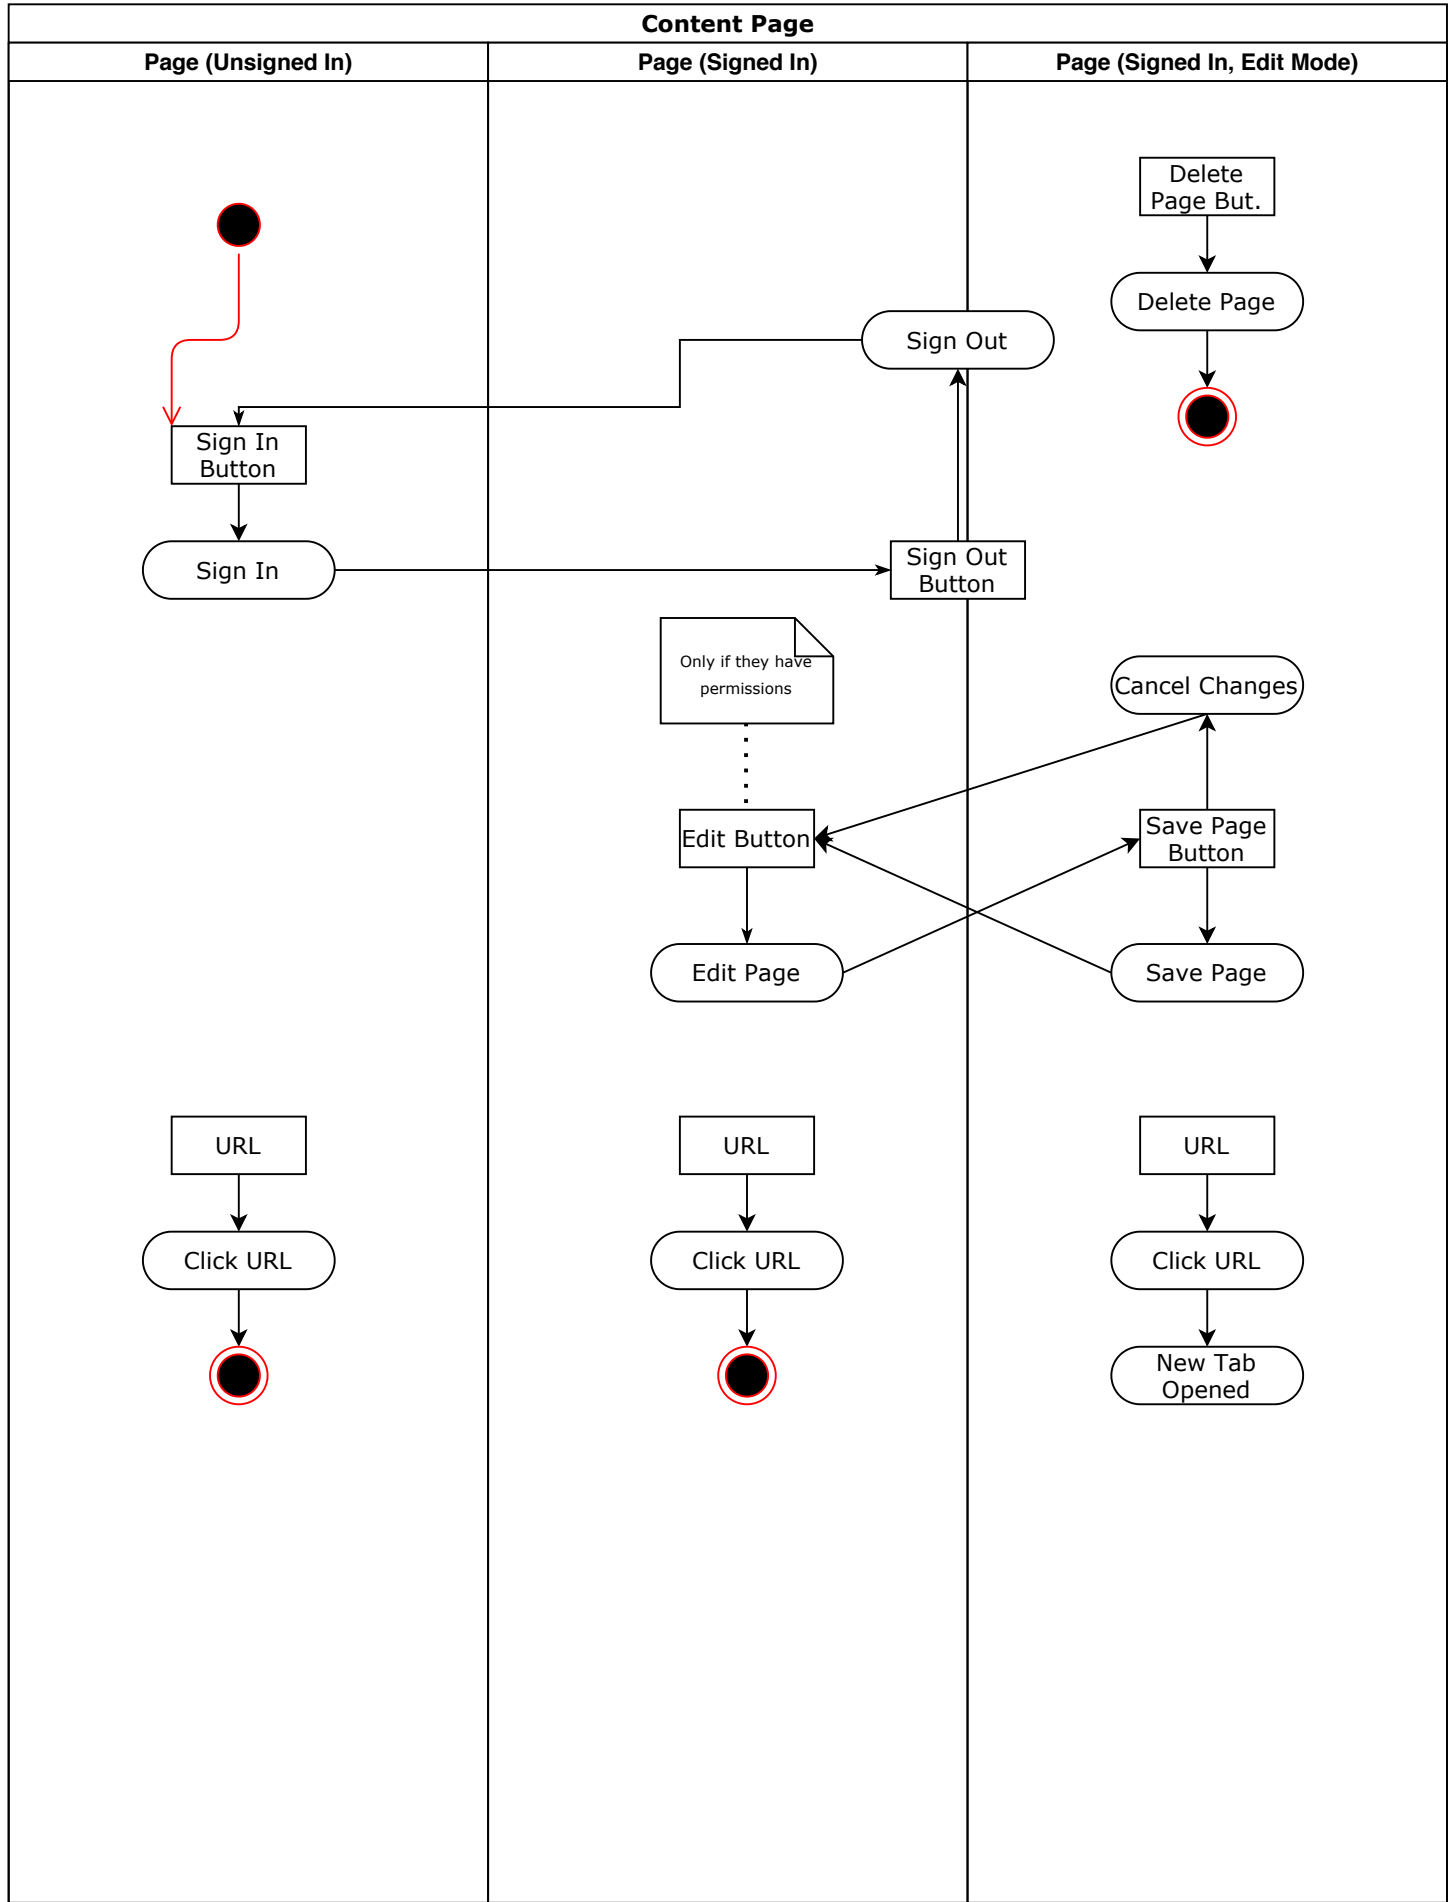 Content Page
Page (Unsigned In)
Page (Signed In)
Page (Signed In, Edit Mode)
Delete
Page But.
Delete Page
Sign Out
Sign In
Button
Sign In
Sign Out
Button
Only if they have
permissions
Cancel Changes
Edit Button
Save Page
Button
Edit Page
Save Page
URL
URL
URL
Click URL
Click URL
Click URL
New Tab
Opened